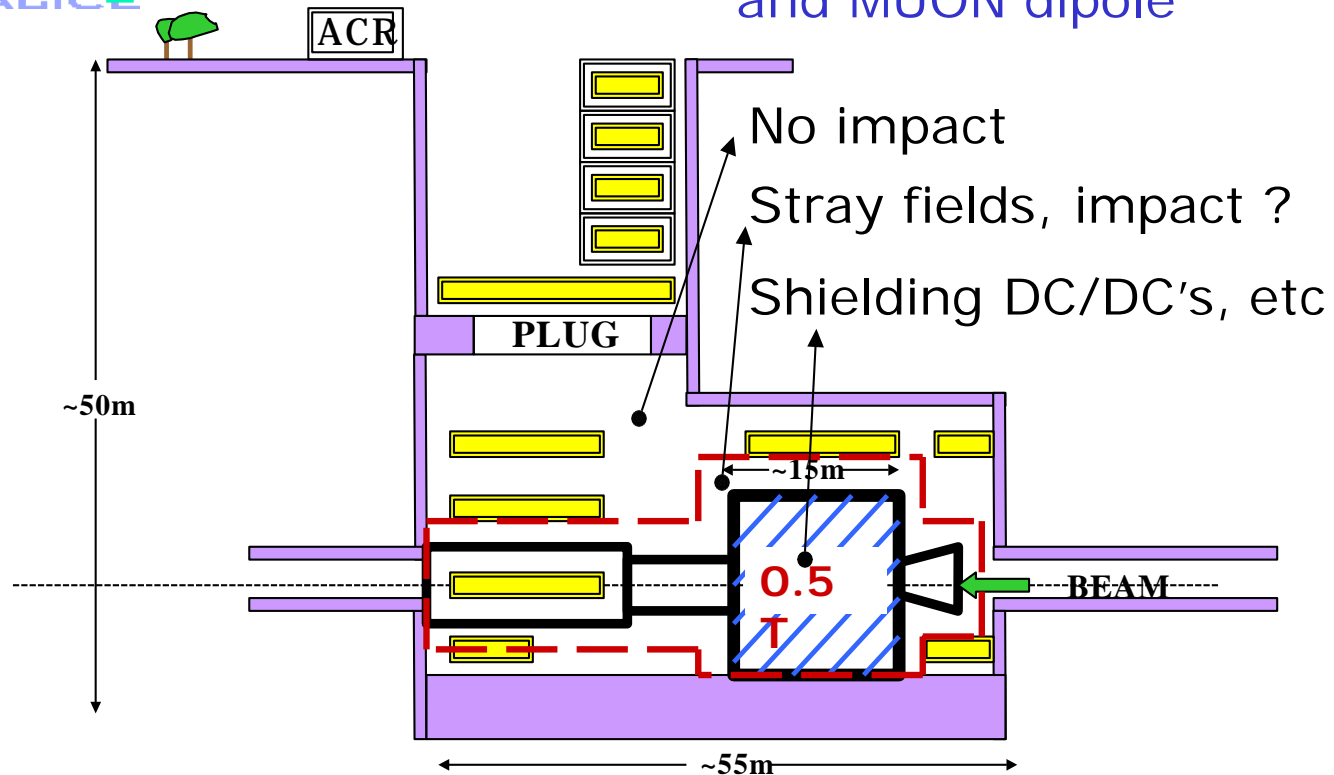 ALICE
and MUON dipole
ACR
No impact
Stray fields, impact ?
Shielding DC/DC's, etc
PLUG
~50m
~15m
0.5
T
BEAM
~55m